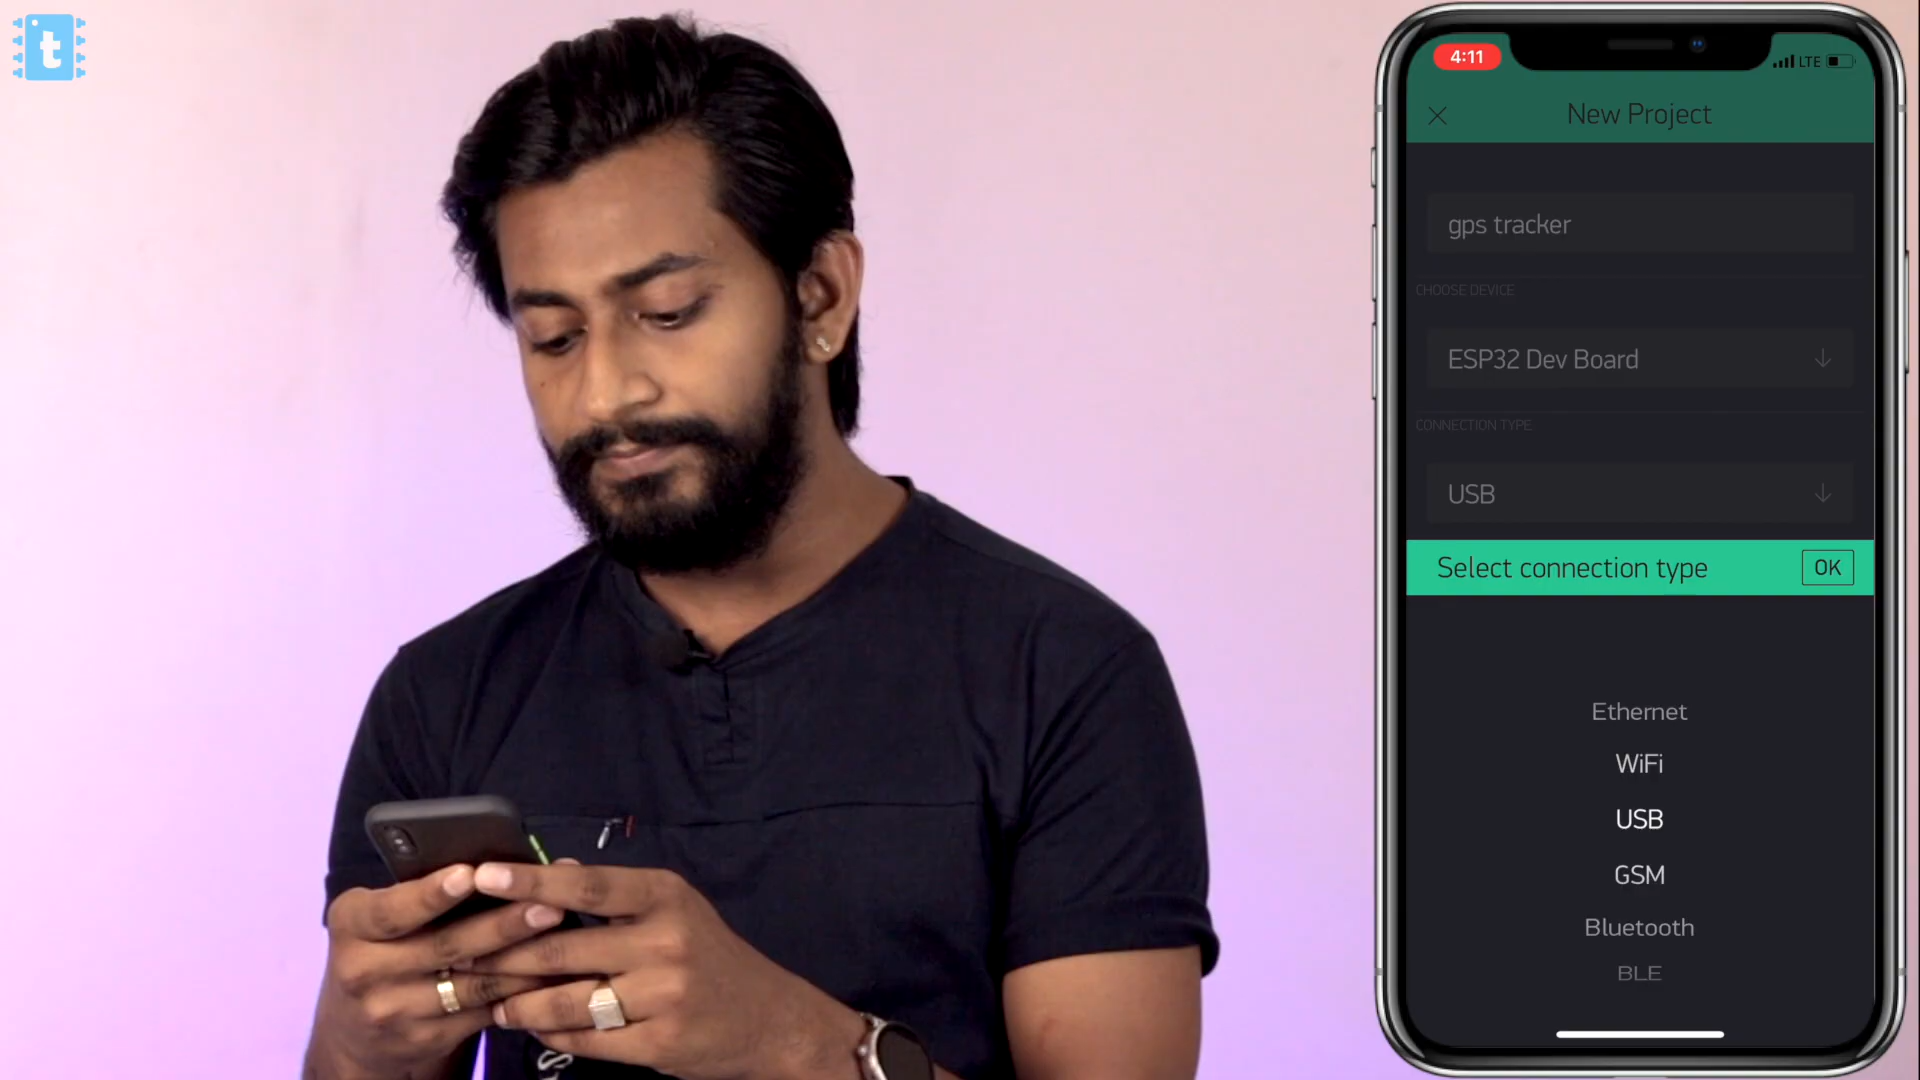 t
4:11
LTE
New Project
gps tracker
CHOOSE DEVICE
ESP32 Dev Board
CONNECTION TYPE
USB
Select connection type
OK
Ethernet
WiFi
USB
GSM
Bluetooth
BLE